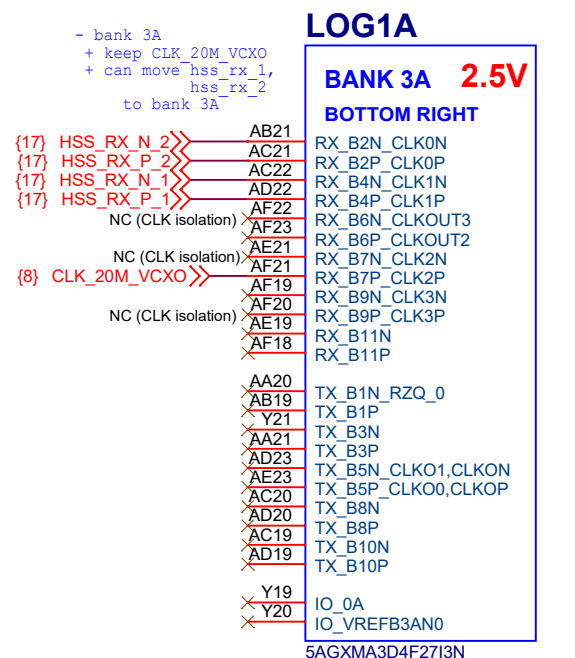 LOG1A
- bank 3A
+ keep CLK_20M_VCXO
+ can move hss_rx_1,
hss_rx_2
to bank 3A
BANK 3A 2.5V
BOTTOM RIGHT
{17} HSS_RX_N_2 AB21 RX_B2N_CLK0N
{17} HSS_RX_P_2 AC21 RX_B2P_CLK0P
{17} HSS_RX_N_1 AC22 RX_B4N_CLK1N
{17} HSS_RX_P_1 AD22 RX_B4P_CLK1P
NC (CLK isolation) AF22 RX_B6N_CLKOUT3
AF23 RX_B6P_CLKOUT2
NC (CLK isolation) AE21 RX_B7N_CLK2N
{8} CLK_20M_VCXO AF21 RX_B7P_CLK2P
AF19 RX_B9N_CLK3N
NC (CLK isolation) AF20 RX_B9P_CLK3P
AE19 RX_B11N
AF18 RX_B11P
AA20 TX_B1N_RZQ_0
AB19 TX_B1P
Y21 TX_B3N
AA21 TX_B3P
AD23 TX_B5N_CLKO1,CLKON
AE23 TX_B5P_CLKO0,CLKOP
AC20 TX_B8N
AD20 TX_B8P
AC19 TX_B10N
AD19 TX_B10P
Y19 IO_0A
Y20 IO_VREFB3AN0
5AGXMA3D4F27I3N